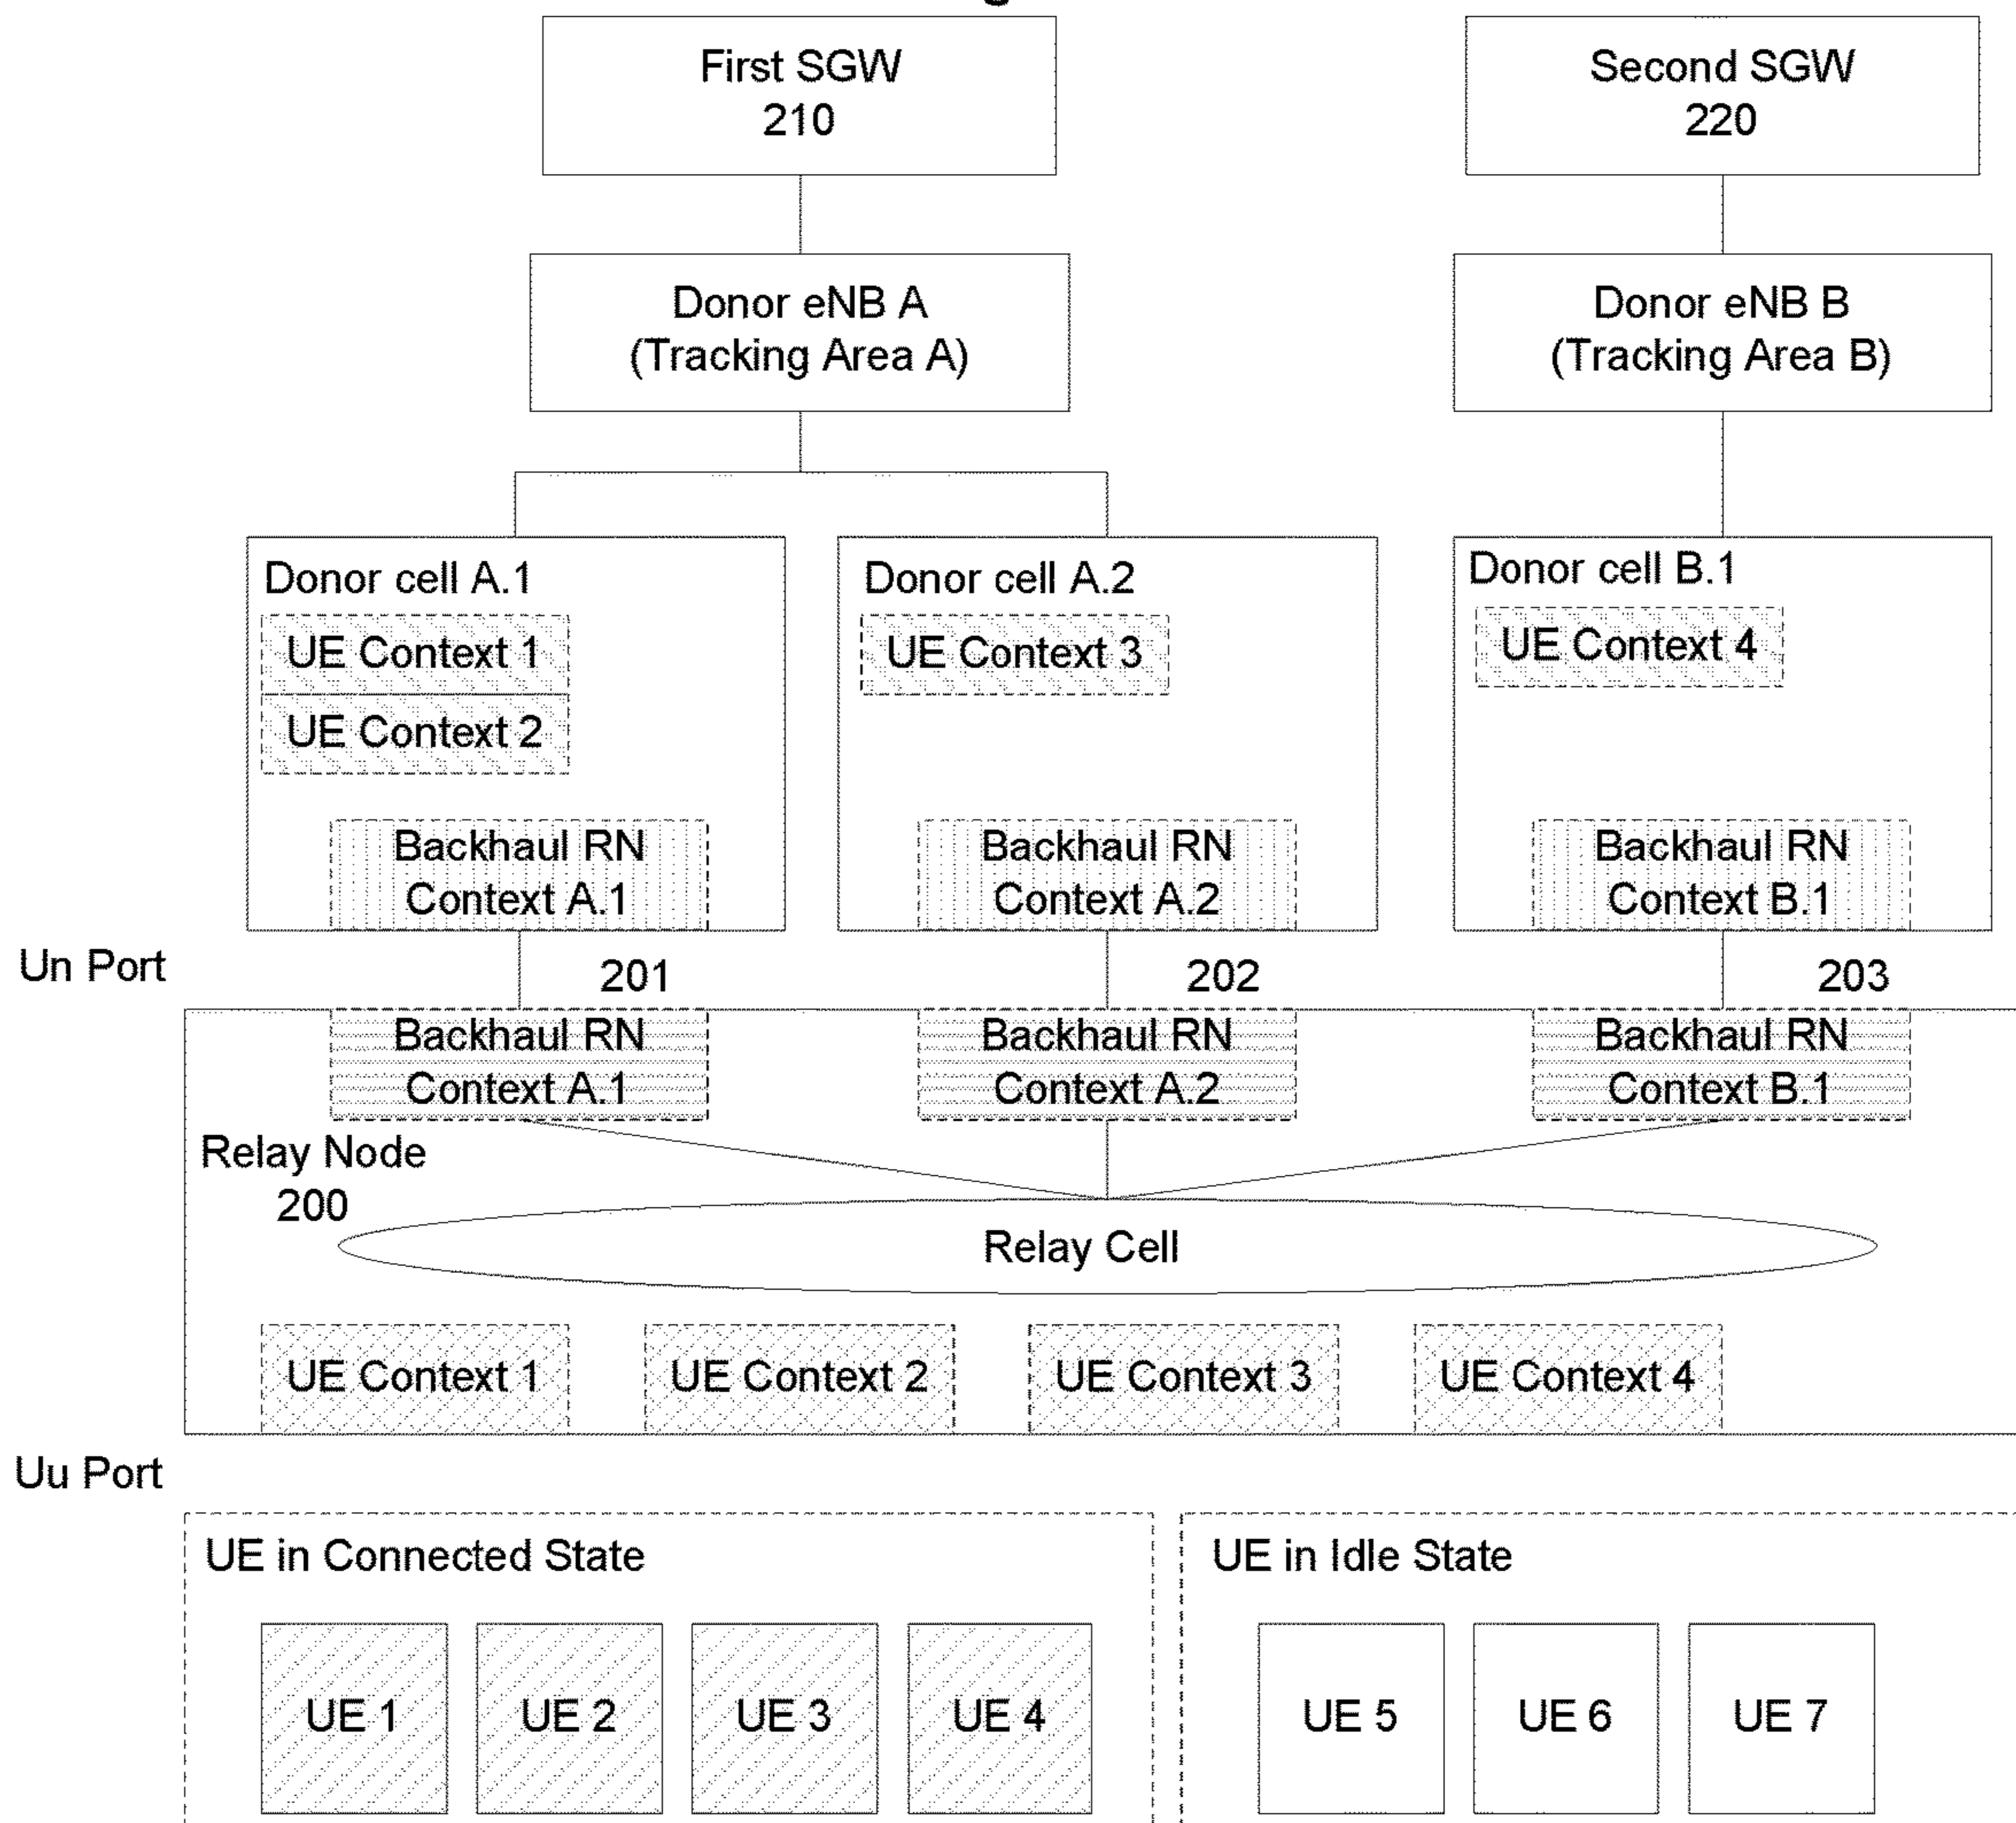 First SGW
210
Second SGW
220
Donor eNB A
(Tracking Area A)
Donor eNB B
(Tracking Area B)
Donor cell A.1
UE Context 1
UE Context 2
Backhaul RN
Context A.1
Donor cell A.2
UE Context 3
Backhaul RN
Context A.2
Donor cell B.1
UE Context 4
Backhaul RN
Context B.1
Un Port
201
202
203
Backhaul RN
Context A.1
Backhaul RN
Context A.2
Backhaul RN
Context B.1
Relay Node
200
Relay Cell
UE Context 1
UE Context 2
UE Context 3
UE Context 4
Uu Port
UE in Connected State
UE 1
UE 2
UE 3
UE 4
UE in Idle State
UE 5
UE 6
UE 7